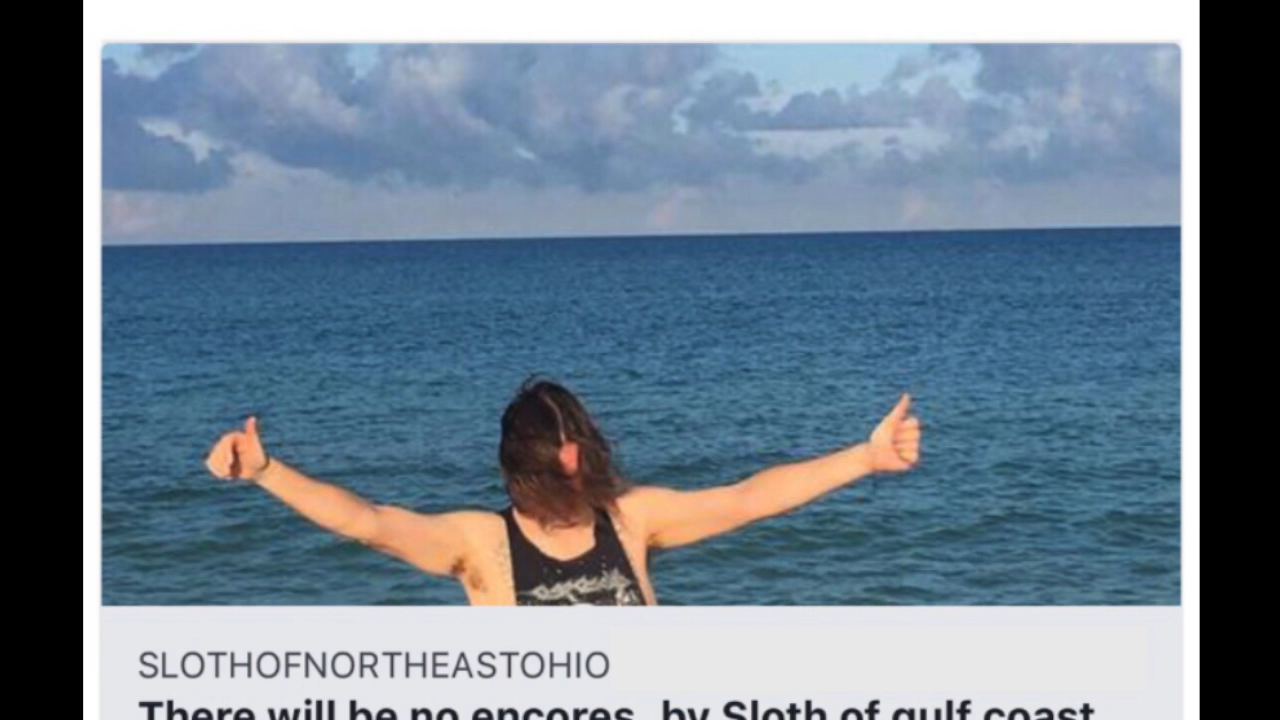 SLOTHOFNORTHEASTOHIO
There will be no encores, by Sloth of gulf coast